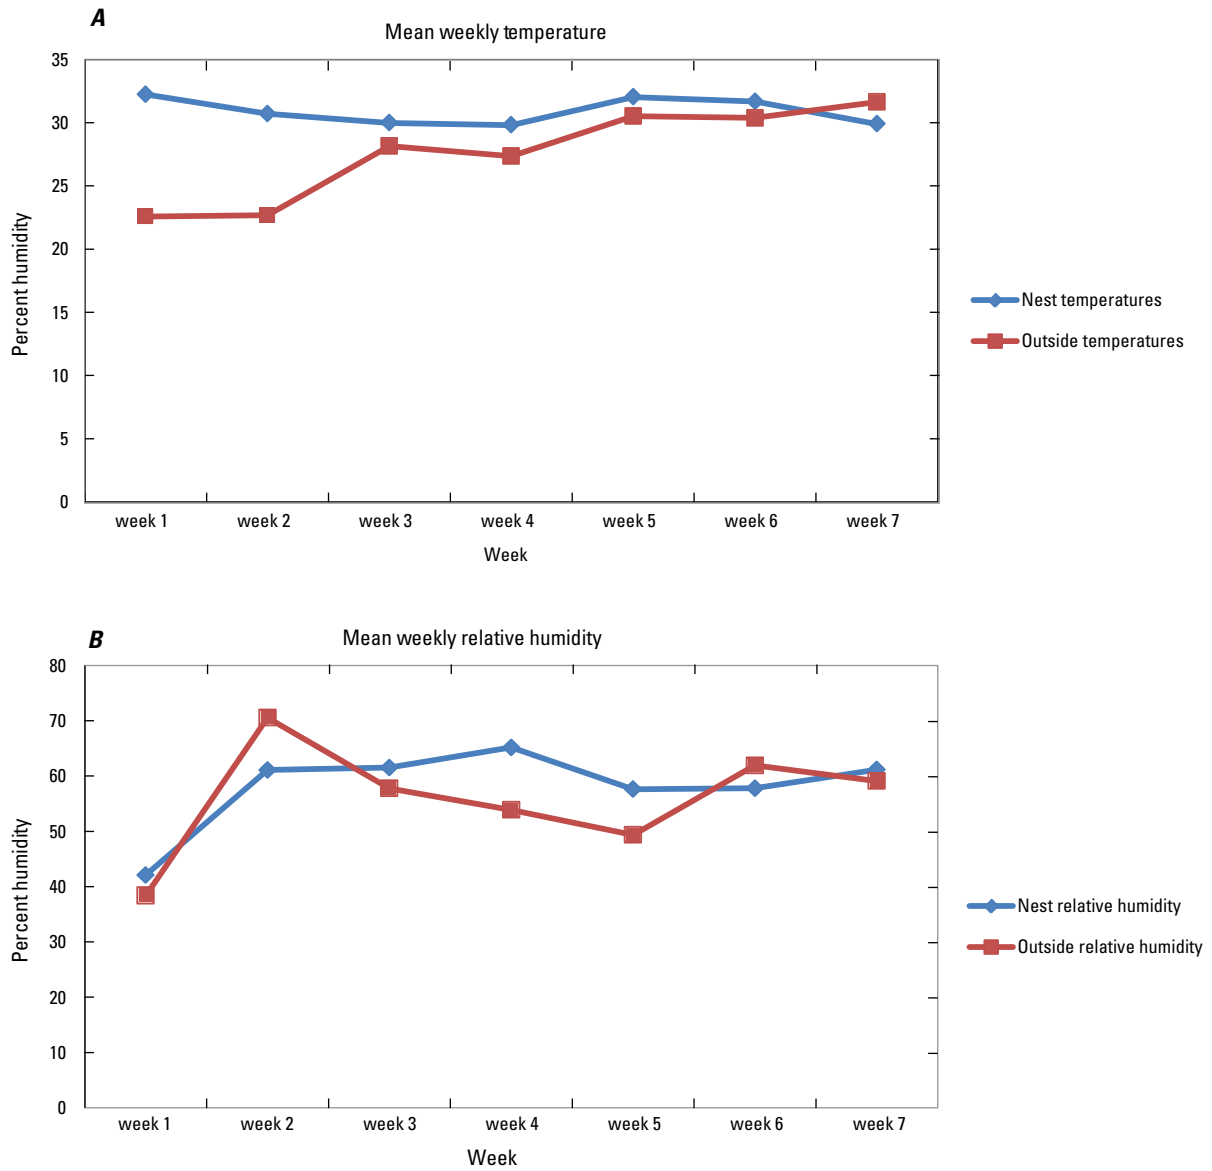 A
Mean weekly temperature
35
30
25
20
15
10
5
0
Percent humidity
week 1 week 2 week 3 week 4 week 5 week 6 week 7
Week
Nest temperatures
Outside temperatures
B
Mean weekly relative humidity
80
70
60
50
40
30
20
10
0
Percent humidity
week 1 week 2 week 3 week 4 week 5 week 6 week 7
Week
Nest relative humidity
Outside relative humidity